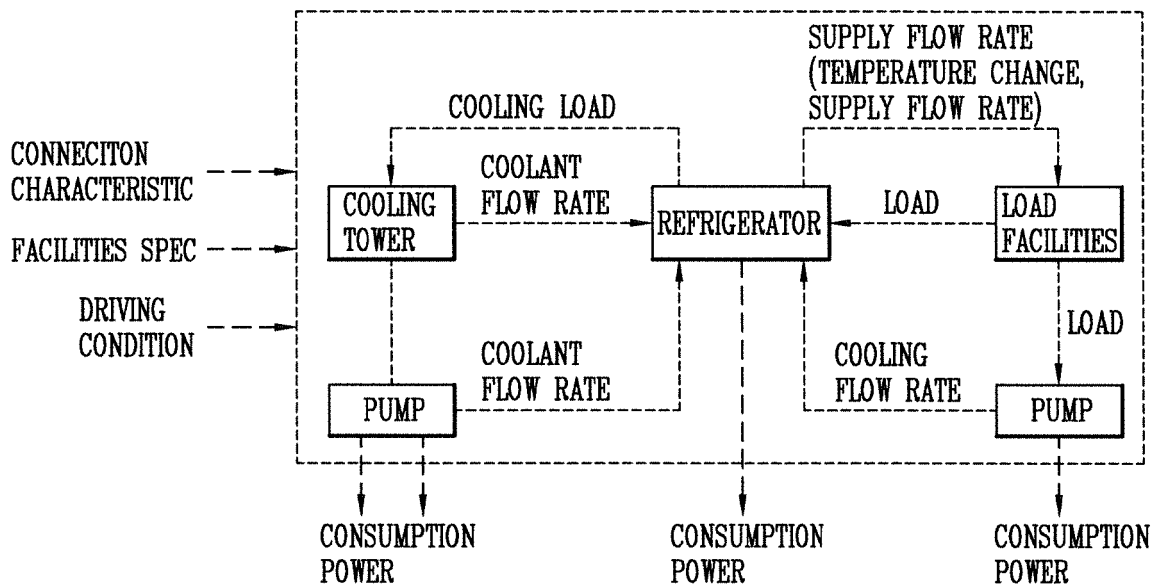 SUPPLY FLOW RATE
(TEMPERATURE CHANGE,
SUPPLY FLOW RATE)
COOLING LOAD
CONNECITON
CHARACTERISTIC
COOLANT
FLOW RATE
COOLING
TOWER
REFRIGERATOR
LOAD
LOAD
FACILITIES
FACILITIES SPEC
DRIVING
CONDITION
LOAD
COOLANT
FLOW RATE
COOLING
FLOW RATE
PUMP
PUMP
CONSUMPTION
POWER
CONSUMPTION
POWER
CONSUMPTION
POWER